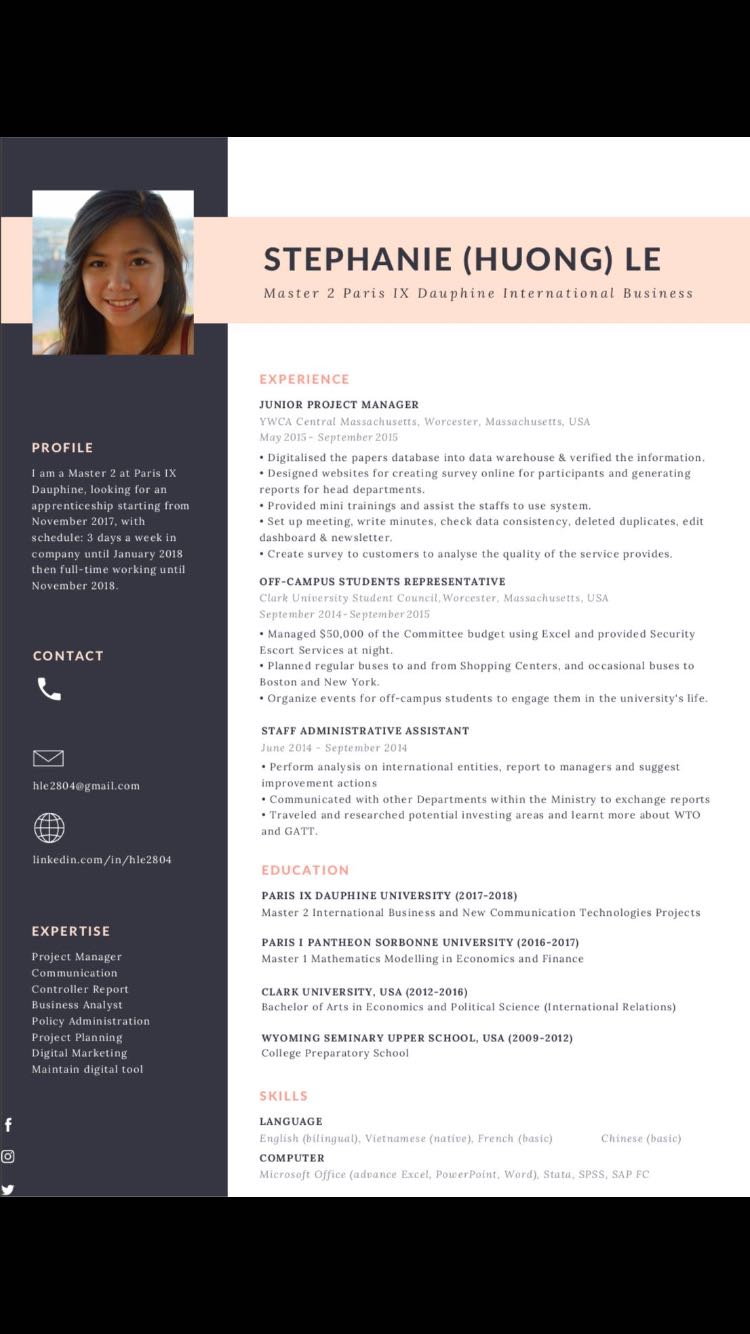 STEPHANIE (HUONG) LE
Master 2 Paris IX Dauphine International Business
PROFILE
I am a Master 2 at Paris IX
Dauphine, looking for an
apprenticeship starting from
November 2017, with
schedule: 3 days a week in
company until January 2018
then full-time working until
November 2018.
CONTACT
hle2804@gmail.com
linkedin.com/in/hle2804
EXPERTISE
Project Manager
Communication
Controller Report
Business Analyst
Policy Administration
Project Planning
Digital Marketing
Maintain digital tool
EXPERIENCE
JUNIOR PROJECT MANAGER
YWCA Central Massachusetts, Worcester, Massachusetts, USA
May 2015 - September 2015
• Digitalised the papers database into data warehouse & verified the information.
• Designed websites for creating survey online for participants and generating
reports for head departments.
• Provided mini trainings and assist the staffs to use system.
• Set up meeting, write minutes, check data consistency, deleted duplicates, edit
dashboard & newsletter.
• Create survey to customers to analyse the quality of the service provides.
OFF-CAMPUS STUDENTS REPRESENTATIVE
Clark University Student Council, Worcester, Massachusetts, USA
September 2014 - September 2015
• Managed $50,000 of the Committee budget using Excel and provided Security
Escort Services at night.
• Planned regular buses to and from Shopping Centers, and occasional buses to
Boston and New York.
• Organize events for off-campus students to engage them in the university's life.
STAFF ADMINISTRATIVE ASSISTANT
June 2014 - September 2014
• Perform analysis on international entities, report to managers and suggest
improvement actions
• Communicated with other Departments within the Ministry to exchange reports
• Traveled and researched potential investing areas and learnt more about WTO
and GATT.
EDUCATION
PARIS IX DAUPHINE UNIVERSITY (2017-2018)
Master 2 International Business and New Communication Technologies Projects
PARIS I PANTHEON SORBONNE UNIVERSITY (2016-2017)
Master 1 Mathematics Modelling in Economics and Finance
CLARK UNIVERSITY, USA (2012-2016)
Bachelor of Arts in Economics and Political Science (International Relations)
WYOMING SEMINARY UPPER SCHOOL, USA (2009-2012)
College Preparatory School
SKILLS
LANGUAGE
English (bilingual), Vietnamese (native), French (basic) Chinese (basic)
COMPUTER
Microsoft Office (advance Excel, PowerPoint, Word), Stata, SPSS, SAP FC